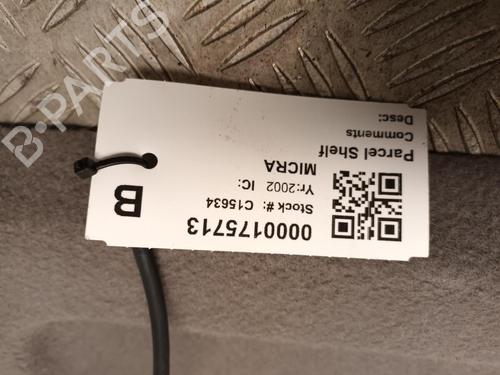 0000175713
Stock #: C15634
Yr:2002 IC:
MICRA
Parcel Shelf
Comments
Desc:
B
B-PARTS